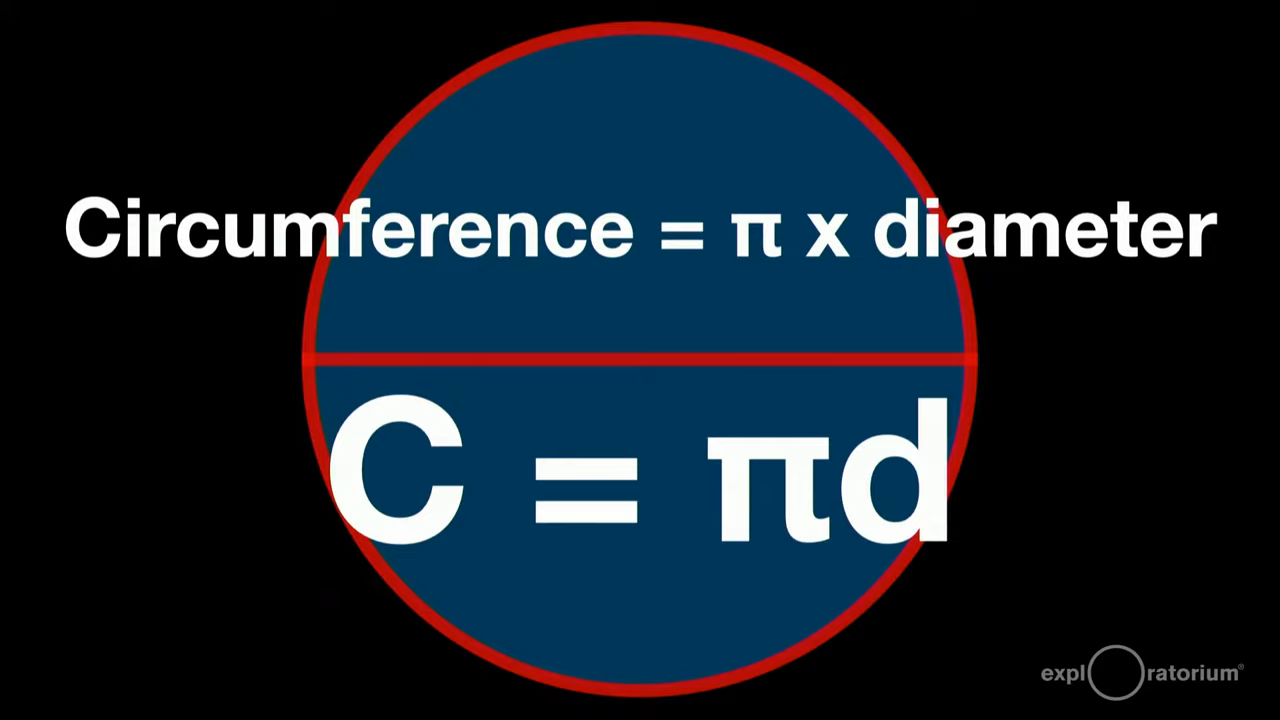 Circumference = π x diameter
C = πd
expl ratorium®